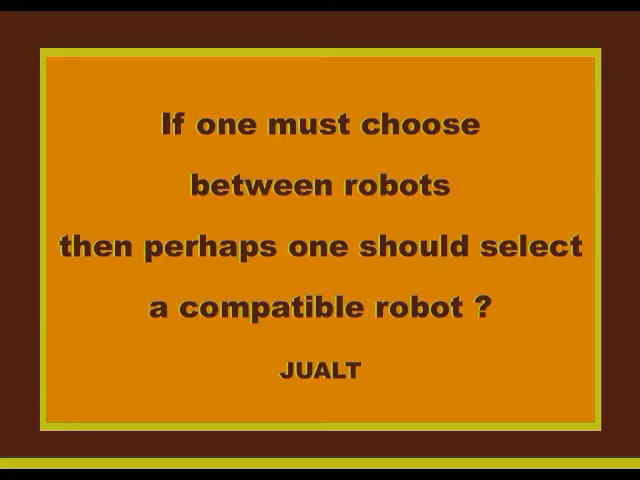 If one must choose
between robots
then perhaps one should select
a compatible robot ?
JUALT